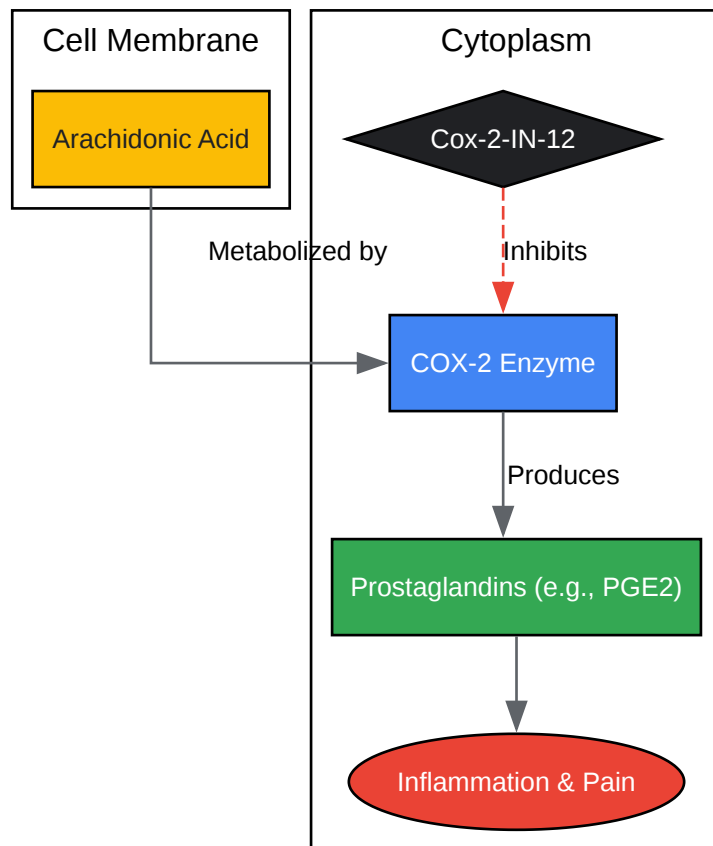 Cell Membrane
Cytoplasm
Arachidonic Acid
Cox-2-IN-12
Metabolized by
Inhibits
COX-2 Enzyme
Produces
Prostaglandins (e.g., PGE2)
Inflammation & Pain